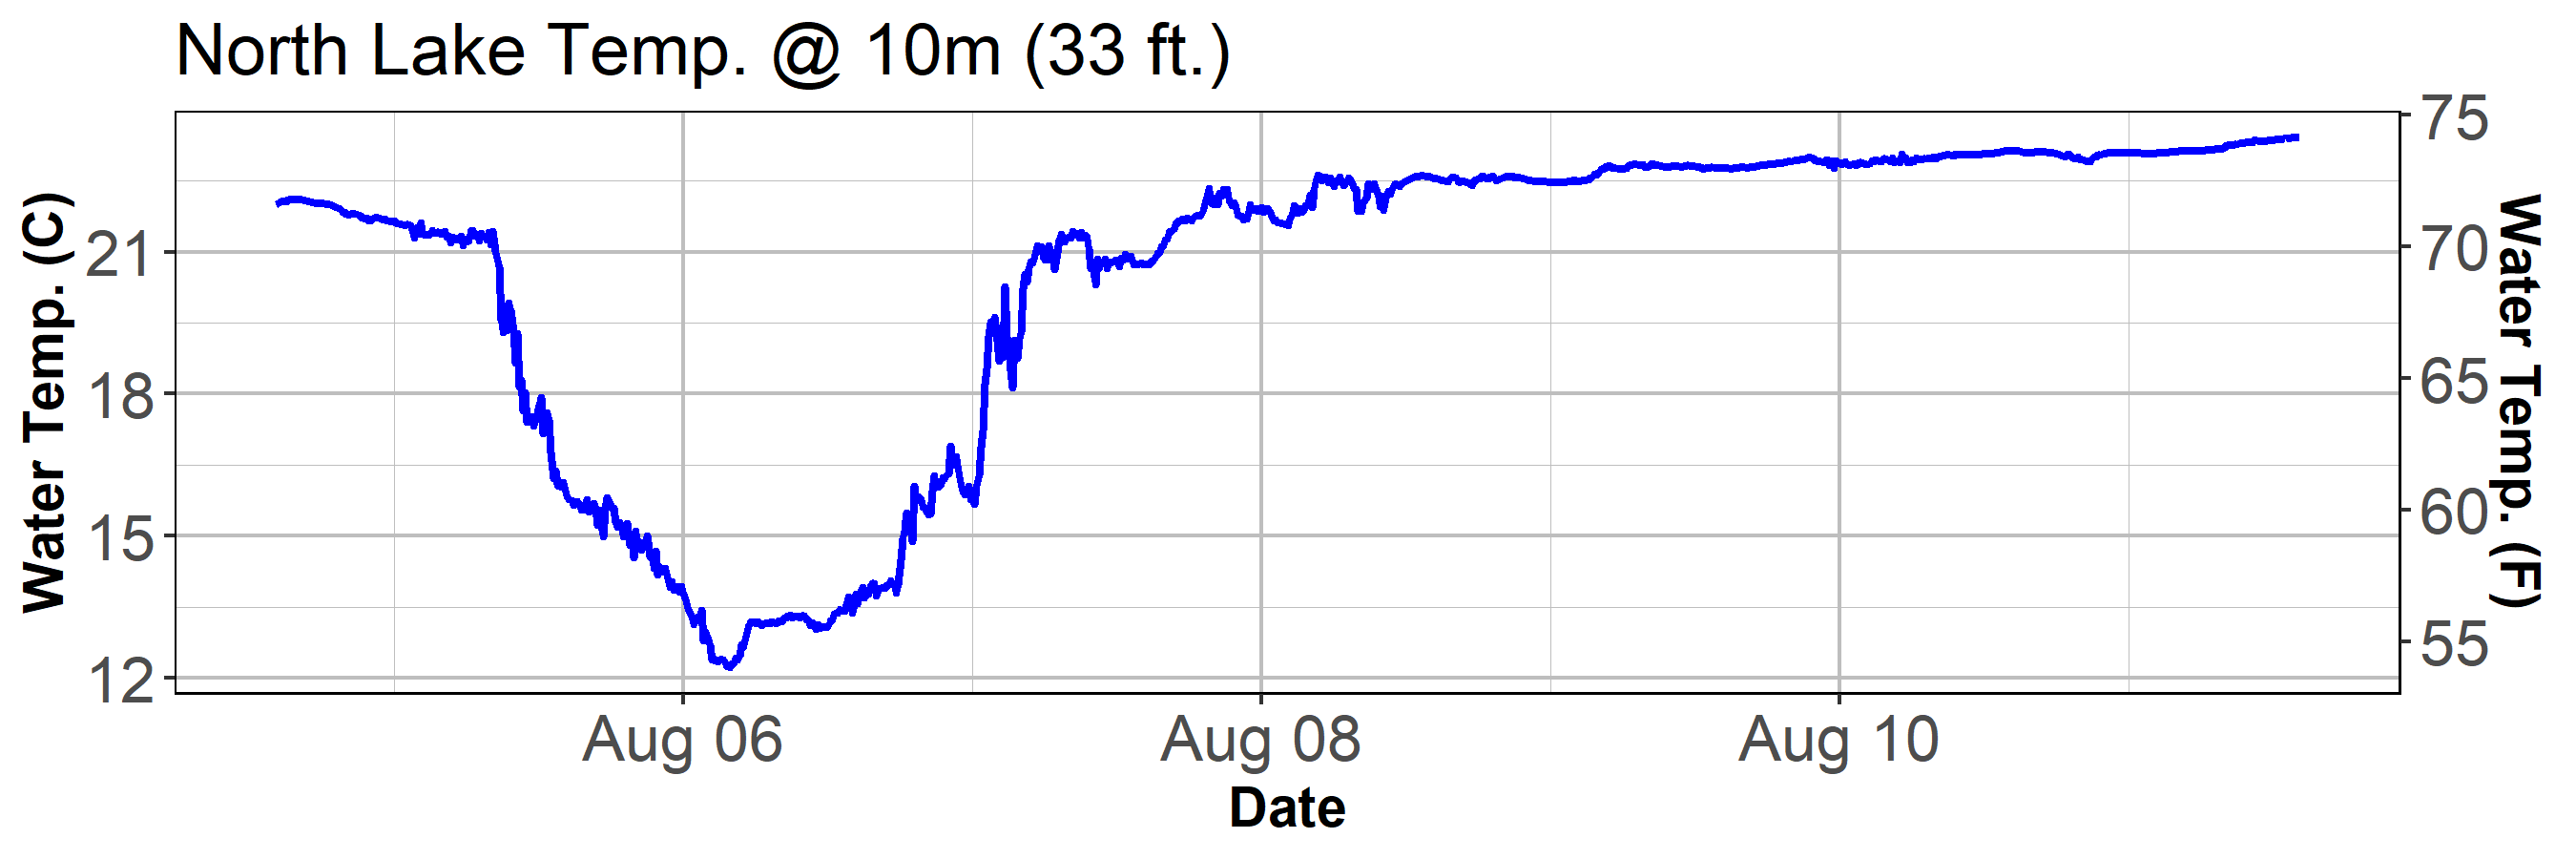 North Lake Temp. @ 10m (33 ft.)
Water Temp. (C)
21
18
15
12
75
70
65
60
55
Water Temp. (F)
Aug 06
Aug 08
Aug 10
Date